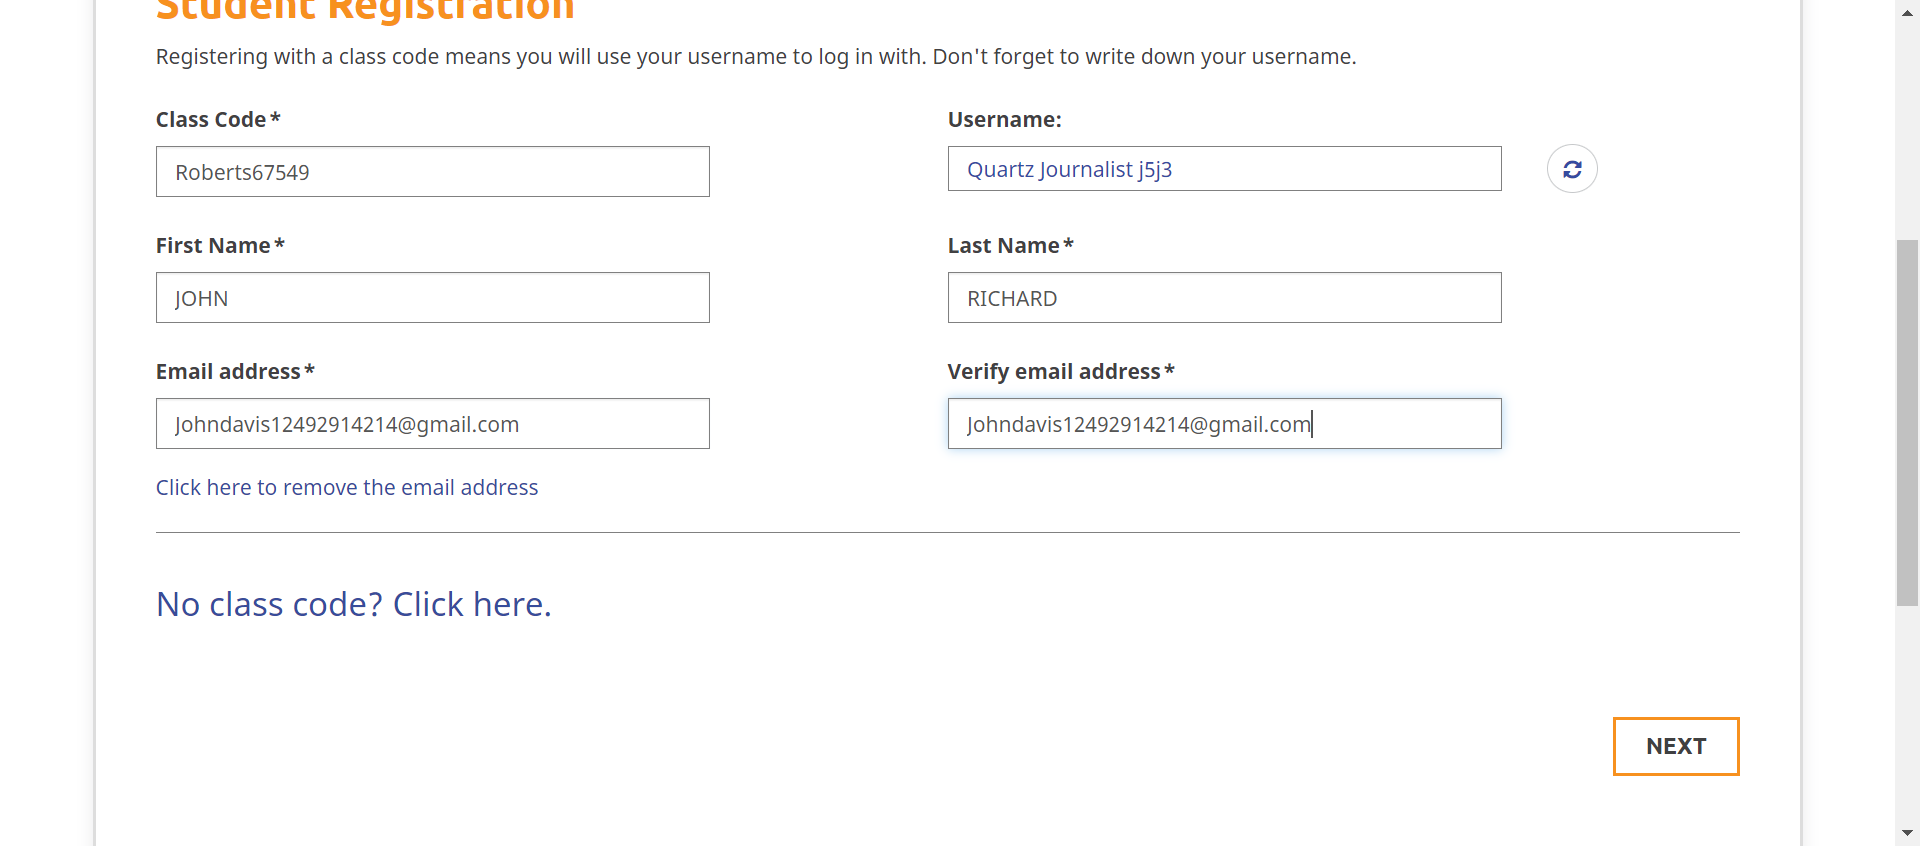 Student Registration
Registering with a class code means you will use your username to log in with. Don't forget to write down your username.
Class Code*
Username:
Roberts67549
Quartz Journalist j5j3
First Name*
Last Name*
JOHN
RICHARD
Email address*
Verify email address*
Johndavis12492914214@gmail.com
Johndavis12492914214@gmail.com
Click here to remove the email address
No class code? Click here.
NEXT